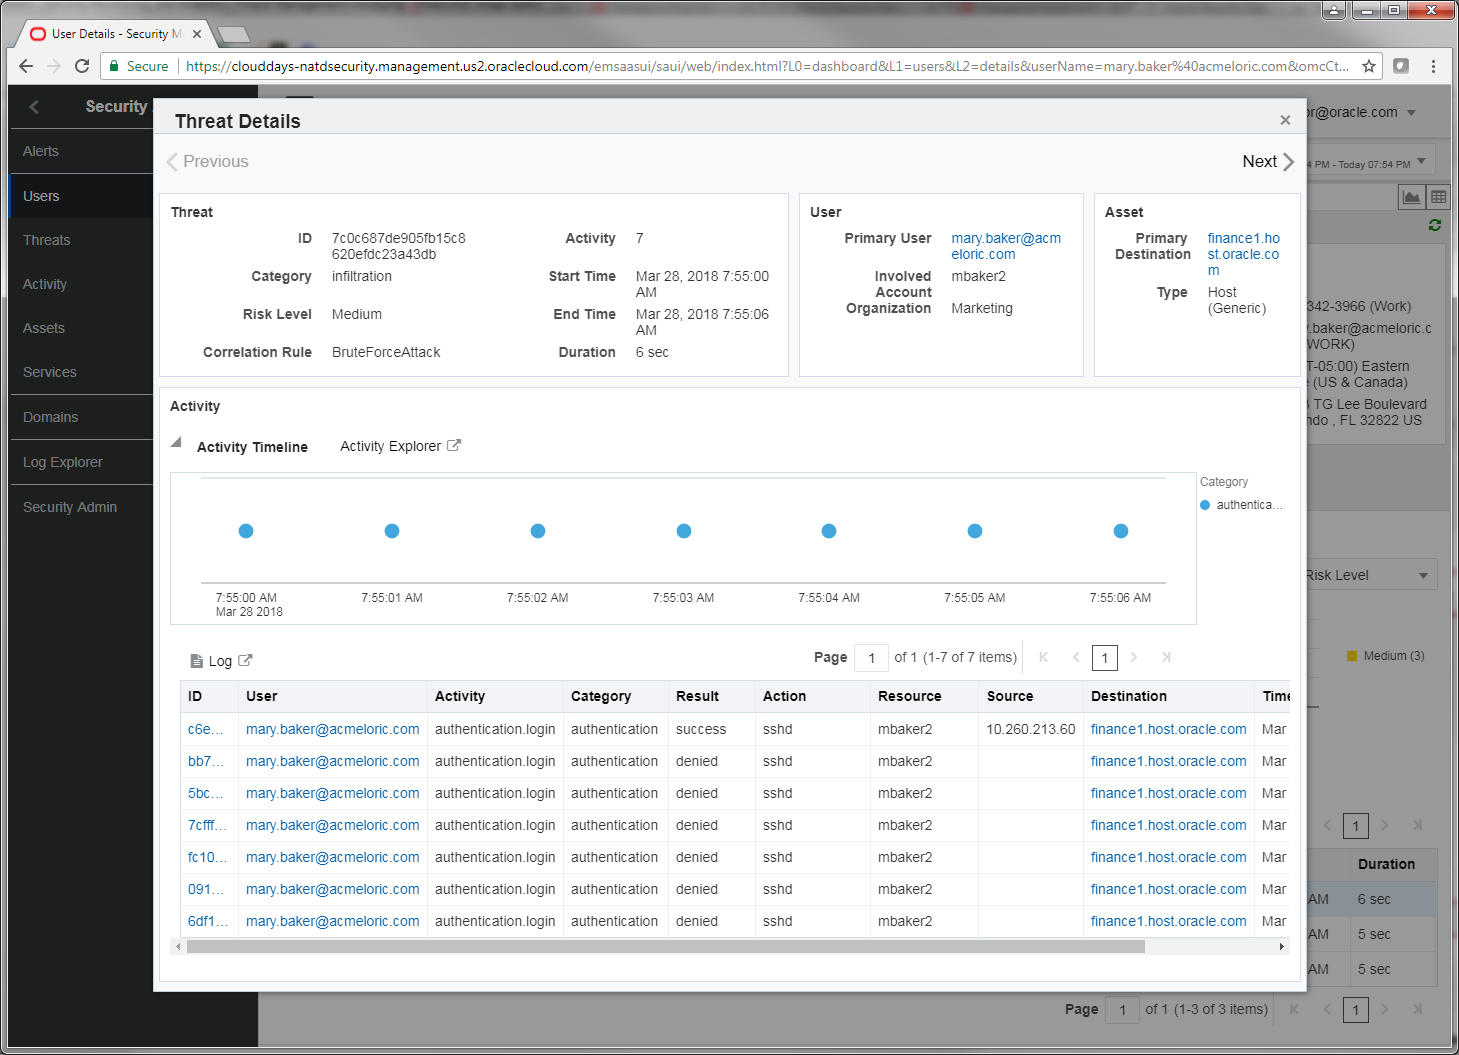 User Details - Security M
Secure
https://clouddays-natdsecurity.management.us2.oraclecloud.com/emsaasui/saui/web/index.html?L0=dashboard&L1=users&L2=details&userName=mary.baker%40acmeloric.com&omcCt...
Security
or@oracle.com
Alerts
Users
Threats
Activity
Assets
Services
Domains
Log Explorer
Security Admin
Threat Details
Previous
Next
4 PM - Today 07:54 PM
Threat
ID 7c0c687de905fb15c8
620efdc23a43db
Category infiltration
Risk Level Medium
Correlation Rule BruteForceAttack
Activity 7
Start Time Mar 28, 2018 7:55:00
AM
End Time Mar 28, 2018 7:55:06
AM
Duration 6 sec
User
Primary User mary.baker@acm
eloric.com
Involved mbaker2
Account
Organization Marketing
Asset
Primary finance1.ho
Destination st.oracle.co
m
Type Host
(Generic)
342-3966 (Work)
.baker@acmeloric.c
WORK)
T-05:00) Eastern
(US & Canada)
TG Lee Boulevard
ndo , FL 32822 US
Activity
Activity Timeline Activity Explorer
Category
authentica...
7:55:00 AM 7:55:01 AM 7:55:02 AM 7:55:03 AM 7:55:04 AM 7:55:05 AM 7:55:06 AM
Mar 28 2018
Risk Level
Medium (3)
Log
Page 1 of 1 (1-7 of 7 items) 1
ID User Activity Category Result Action Resource Source Destination Time
c6e... mary.baker@acmeloric.com authentication.login authentication success sshd mbaker2 10.260.213.60 finance1.host.oracle.com Mar
bb7... mary.baker@acmeloric.com authentication.login authentication denied sshd mbaker2 finance1.host.oracle.com Mar
5bc... mary.baker@acmeloric.com authentication.login authentication denied sshd mbaker2 finance1.host.oracle.com Mar
7cfff... mary.baker@acmeloric.com authentication.login authentication denied sshd mbaker2 finance1.host.oracle.com Mar
fc10... mary.baker@acmeloric.com authentication.login authentication denied sshd mbaker2 finance1.host.oracle.com Mar
091... mary.baker@acmeloric.com authentication.login authentication denied sshd mbaker2 finance1.host.oracle.com Mar
6df1... mary.baker@acmeloric.com authentication.login authentication denied sshd mbaker2 finance1.host.oracle.com Mar
1
Duration
AM 6 sec
AM 5 sec
AM 5 sec
Page 1 of 1 (1-3 of 3 items) 1